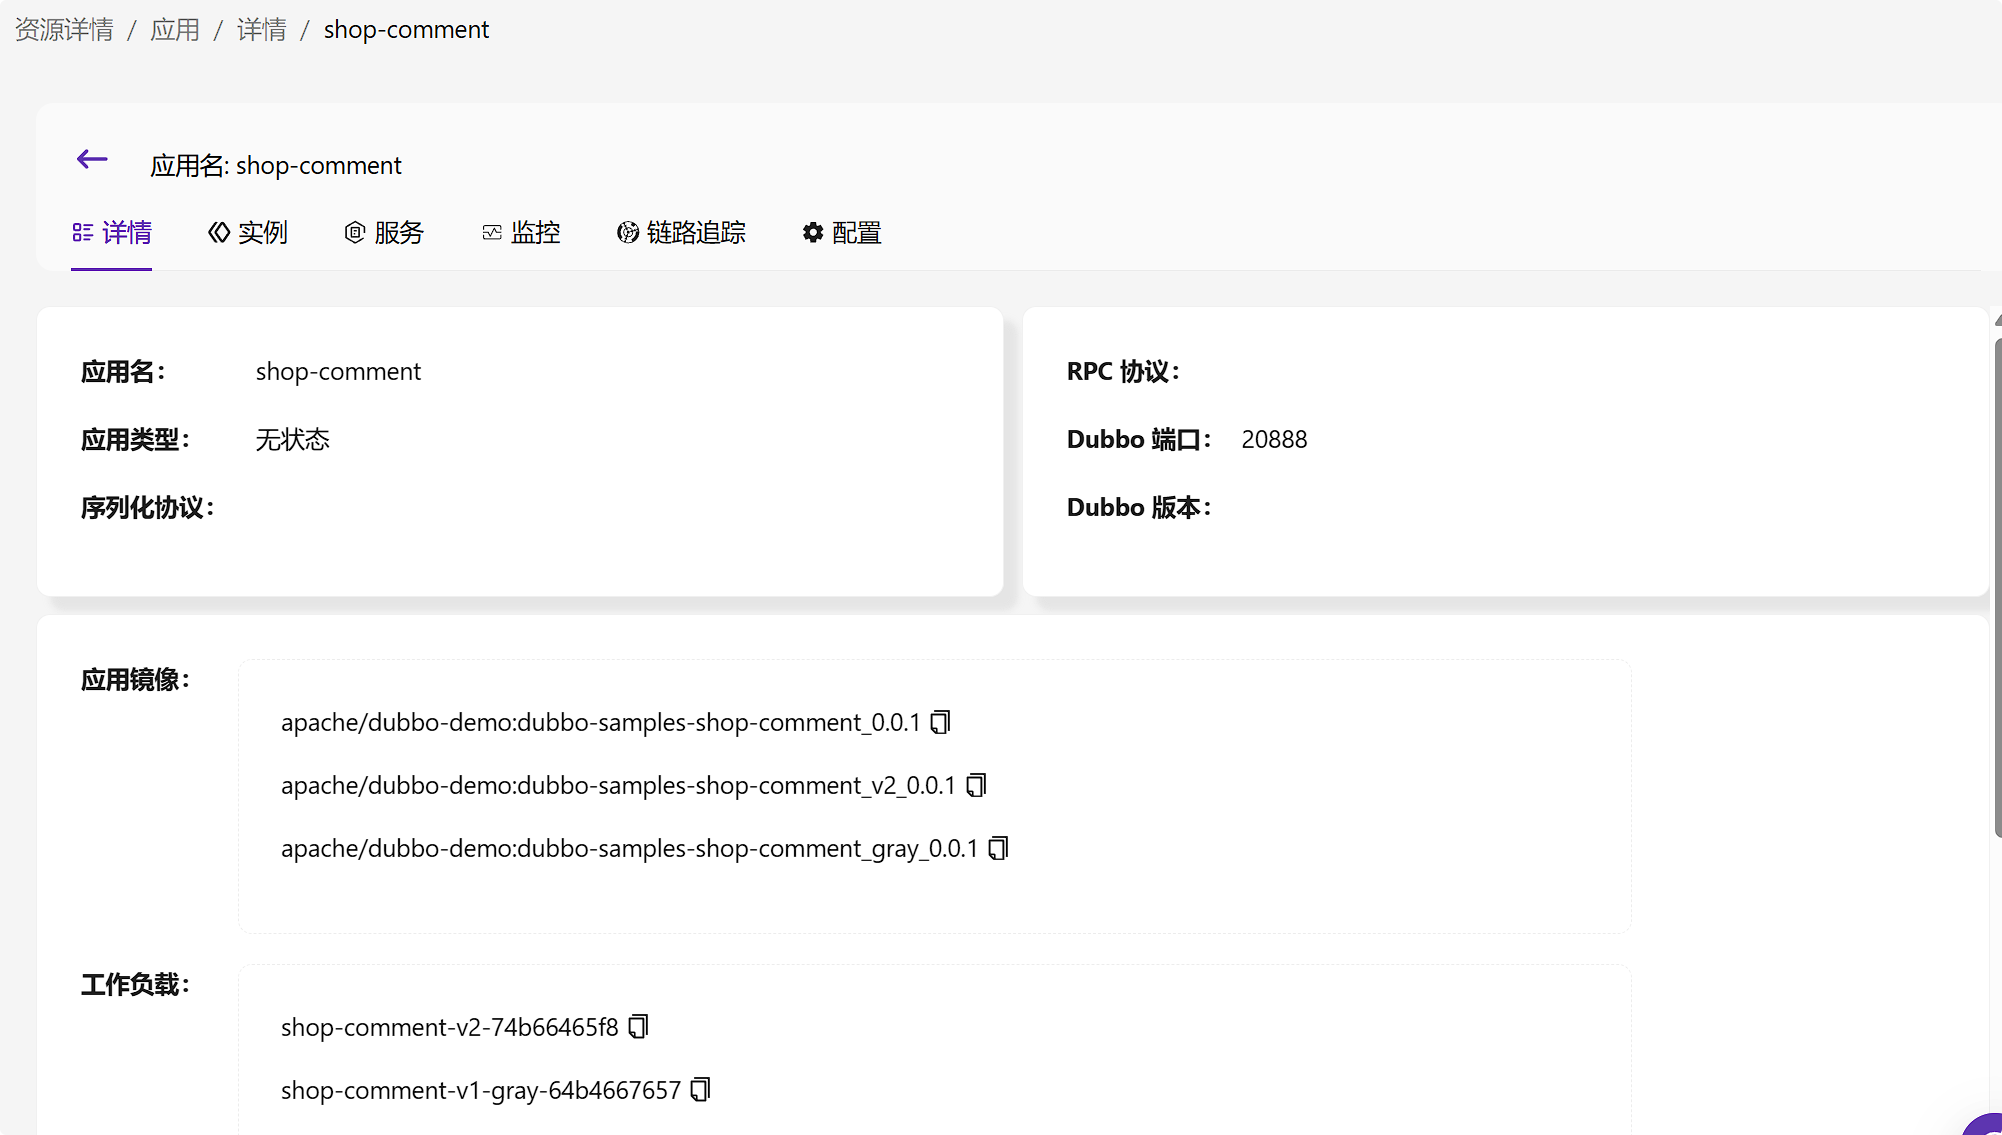 资源详情 / 应用 / 详情 / shop-comment
应用名: shop-comment
详情 实例 服务 监控 链路追踪 配置
应用名： shop-comment
应用类型： 无状态
序列化协议：
RPC 协议：
Dubbo 端口： 20888
Dubbo 版本：
应用镜像：
apache/dubbo-demo:dubbo-samples-shop-comment_0.0.1
apache/dubbo-demo:dubbo-samples-shop-comment_v2_0.0.1
apache/dubbo-demo:dubbo-samples-shop-comment_gray_0.0.1
工作负载：
shop-comment-v2-74b66465f8
shop-comment-v1-gray-64b4667657